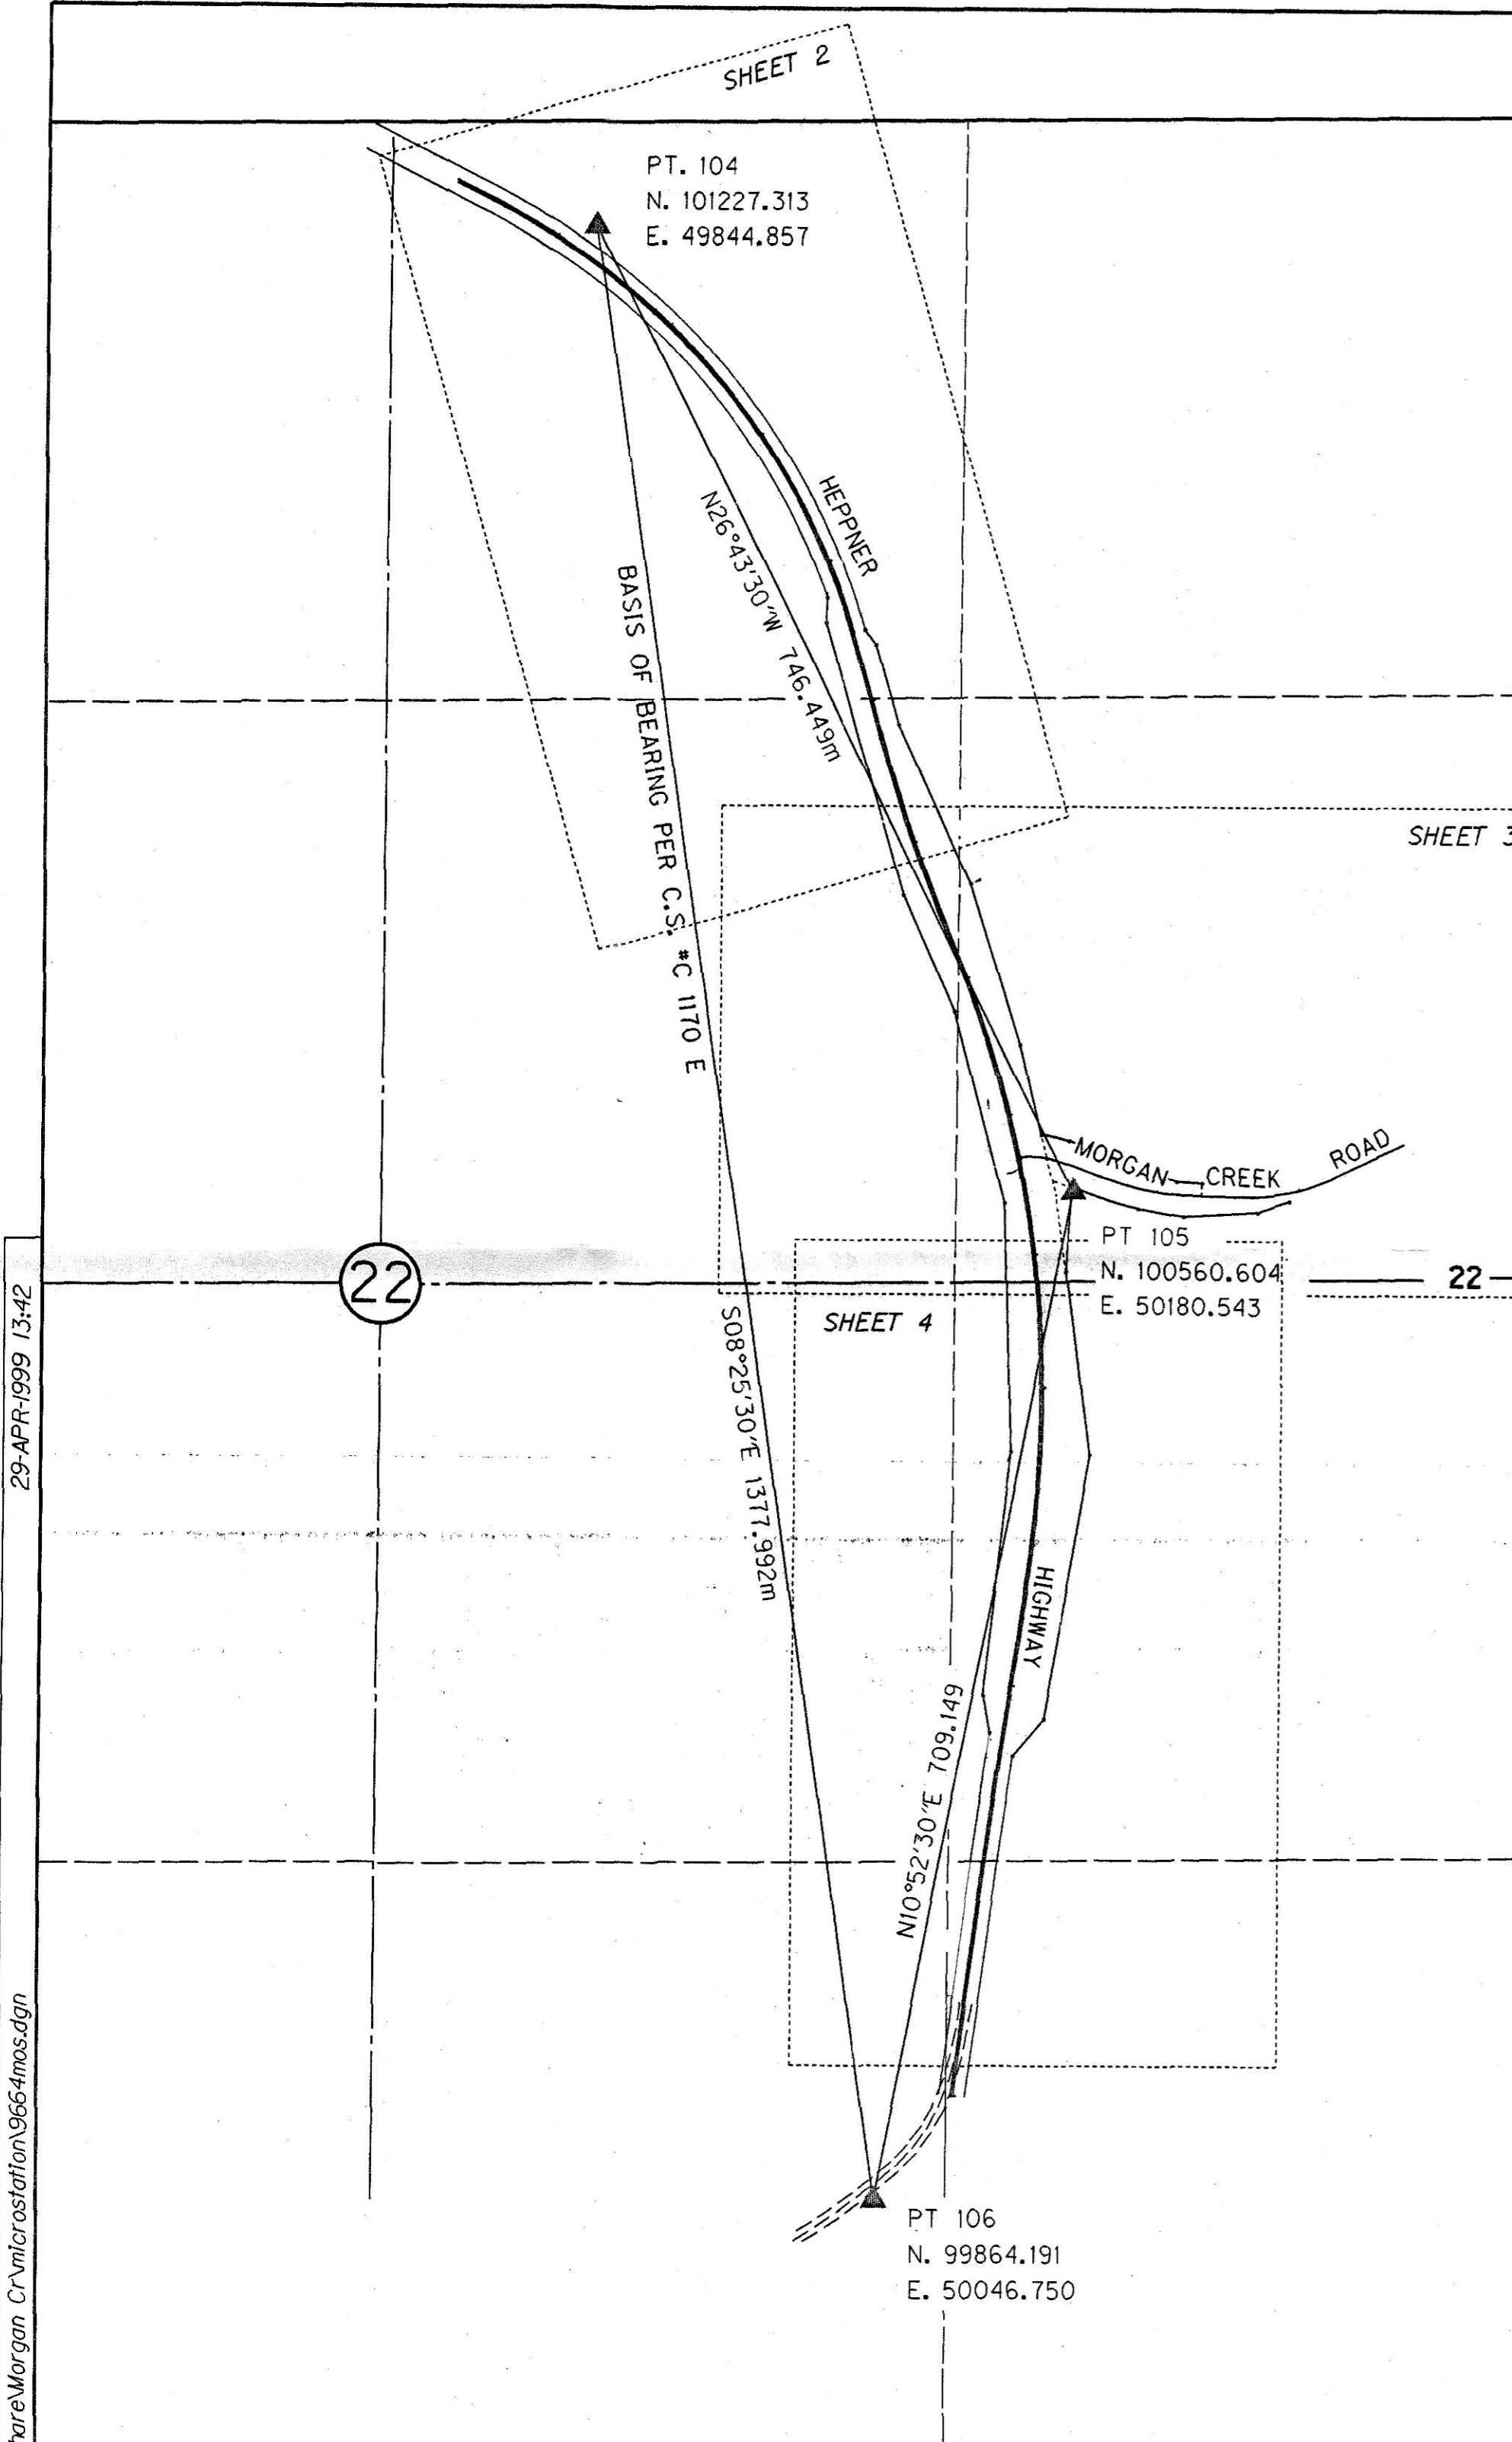 SHEET 2
PT. 104
N. 101227.313
E. 49844.857
HEPPNER
N26°43'30"W 746.449m
BASIS OF BEARING PER C.S. #C 1170 E
SHEET 3
MORGAN CREEK ROAD
PT 105
N. 100560.604
E. 50180.543
22
22
SHEET 4
S08°25'30"E 1377.992m
HIGHWAY
N10°52'30"E 709.149
PT 106
N. 99864.191
E. 50046.750
29-APR-1999 13:42
hare\Morgan Cr\microstation\9664mos.dgn